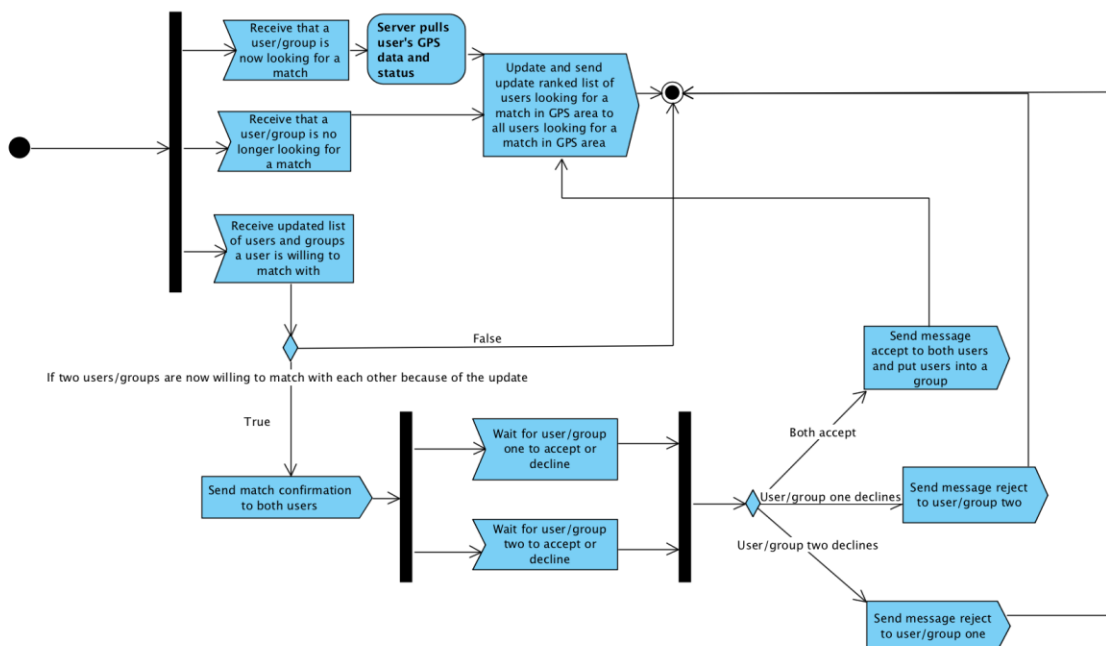 Receive that a
user/group is
now looking for a
match
Server pulls
user's GPS
data and
status
Update and send
update ranked list of
users looking for a
match in GPS area to
all users looking for a
match in GPS area
Receive that a
user/group is no
longer looking for
a match
Receive updated list
of users and groups
a user is willing to
match with
False
If two users/groups are now willing to match with each other because of the update
True
Send match confirmation
to both users
Wait for user/group
one to accept or
decline
Wait for user/group
two to accept or
decline
Send message
accept to both users
and put users into a
group
Both accept
User/group one declines
Send message reject
to user/group two
User/group two declines
Send message reject
to user/group one